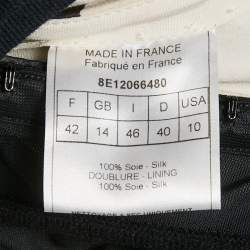 MADE IN FRANCE
Fabriqué en France
8E12066480
F GB I D USA
42 14 46 40 10
100% Soie - Silk
DOUBLURE - LINING
100% Soie - Silk